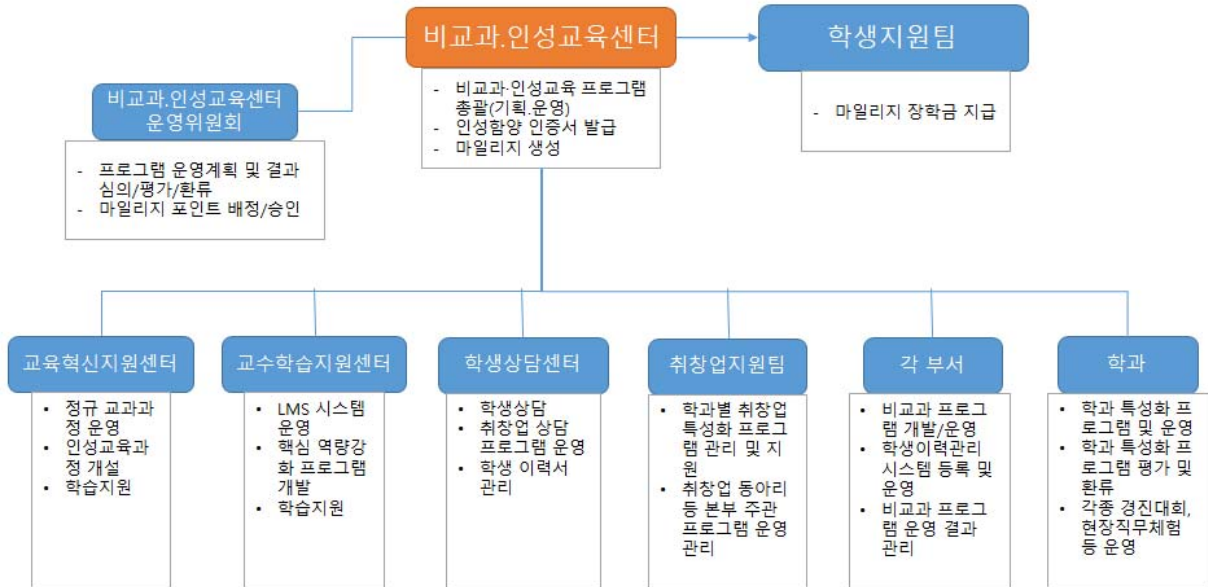 비교과.인성교육센터
학생지원팀
- 비교과·인성교육 프로그램
총괄(기획.운영)
- 인성함양 인증서 발급
- 마일리지 생성
- 마일리지 장학금 지급
비교과.인성교육센터
운영위원회
- 프로그램 운영계획 및 결과
심의/평가/환류
- 마일리지 포인트 배정/승인
교육혁신지원센터
• 정규 교과과
정 운영
• 인성교육과
정 개설
• 학습지원
교수학습지원센터
• LMS 시스템
운영
• 핵심 역량강
화 프로그램
개발
• 학습지원
학생상담센터
• 학생상담
• 취창업 상담
프로그램 운영
• 학생 이력서
관리
취창업지원팀
• 학과별 취창업
특성화 프로그
램 관리 및 지
원
• 취창업 동아리
등 본부 주관
프로그램 운영
관리
각 부서
• 비교과 프로그
램 개발/운영
• 학생이력관리
시스템 등록 및
운영
• 비교과 프로그
램 운영 결과
관리
학과
• 학과 특성화 프
로그램 및 운영
• 학과 특성화 프
로그램 평가 및
환류
• 각종 경진대회,
현장직무체험
등 운영